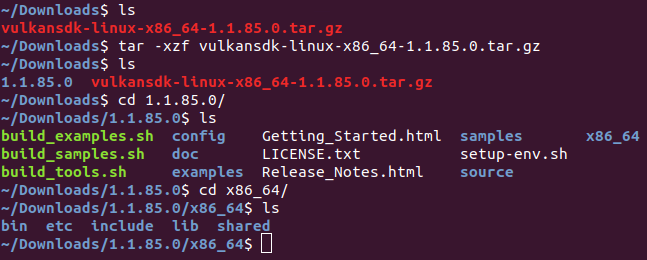 ~/Downloads$ ls
vulkansdk-linux-x86_64-1.1.85.0.tar.gz
~/Downloads$ tar -xzf vulkansdk-linux-x86_64-1.1.85.0.tar.gz
~/Downloads$ ls
1.1.85.0  vulkansdk-linux-x86_64-1.1.85.0.tar.gz
~/Downloads$ cd 1.1.85.0/
~/Downloads/1.1.85.0$ ls
build_examples.sh  config    Getting_Started.html  samples       x86_64
build_samples.sh   doc       LICENSE.txt           setup-env.sh
build_tools.sh     examples  Release_Notes.html    source
~/Downloads/1.1.85.0$ cd x86_64/
~/Downloads/1.1.85.0/x86_64$ ls
bin  etc  include  lib  shared
~/Downloads/1.1.85.0/x86_64$